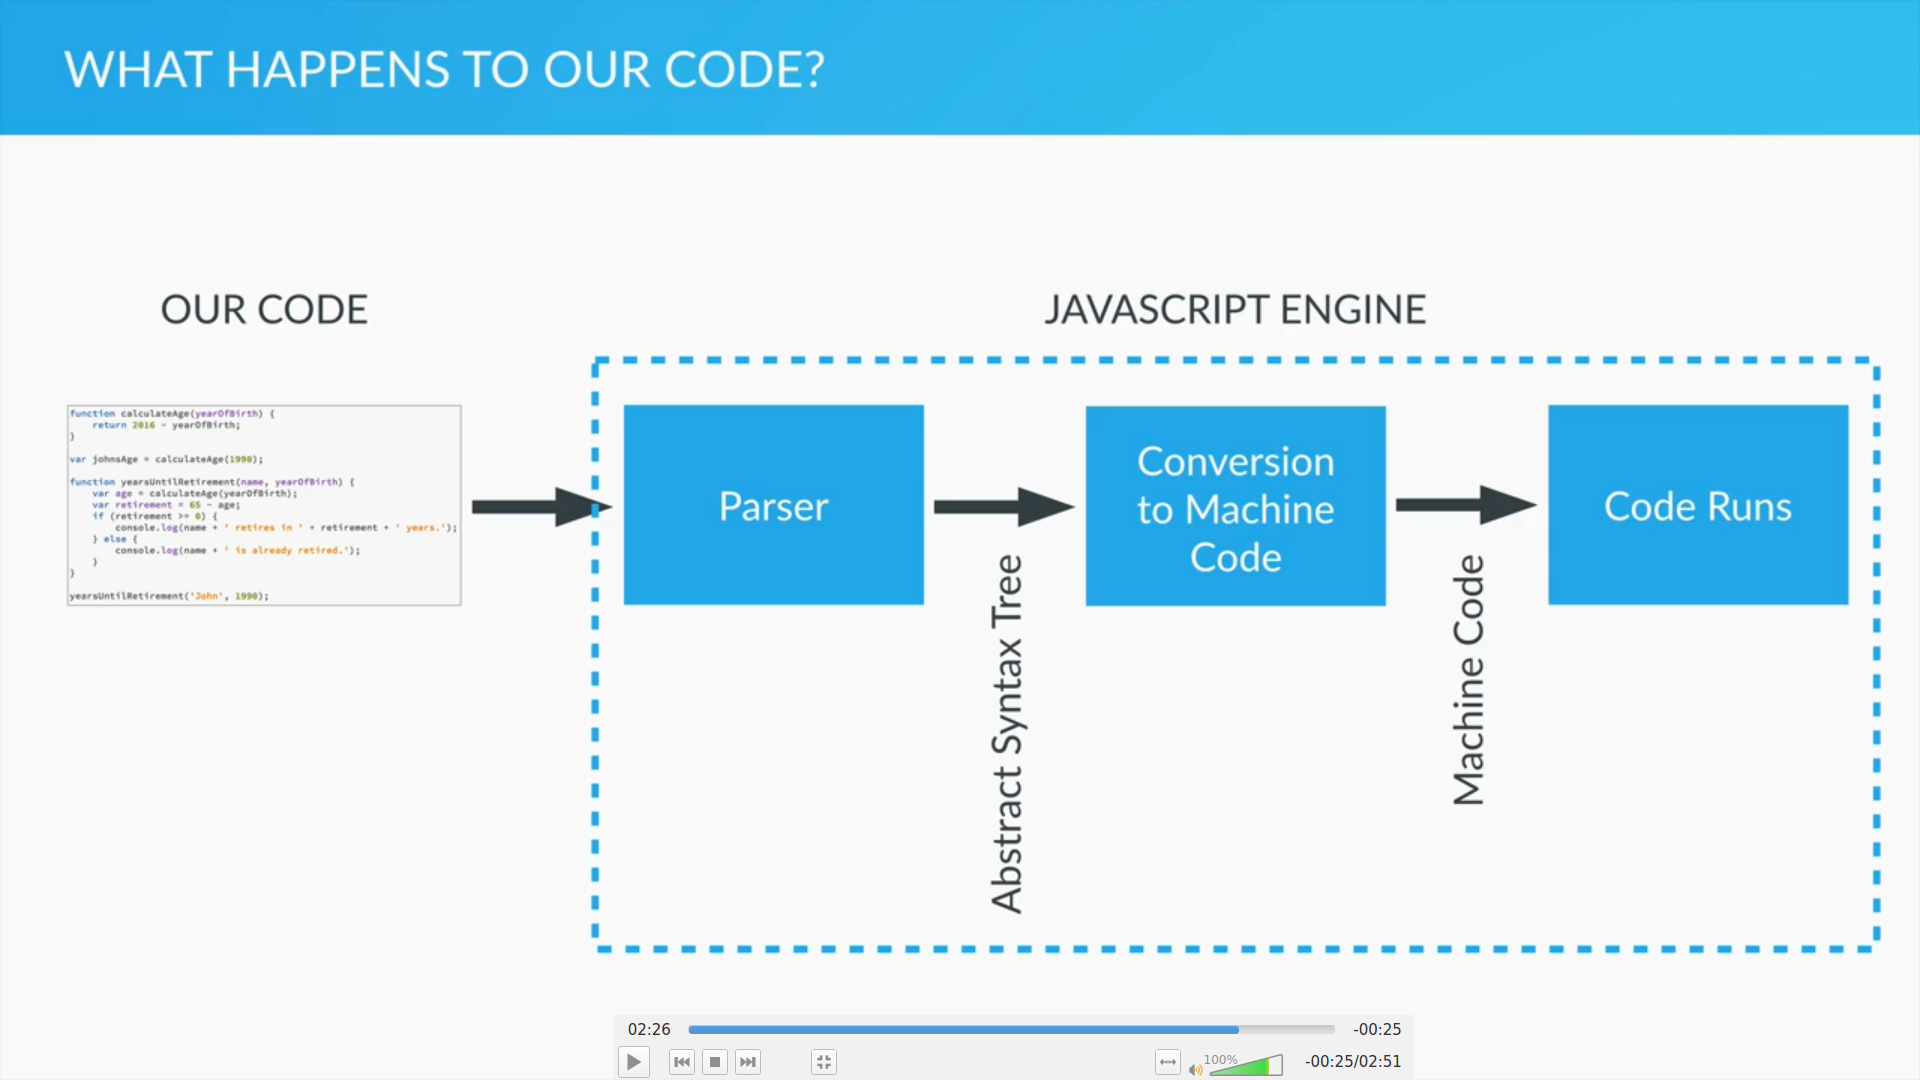 WHAT HAPPENS TO OUR CODE?
OUR CODE
function calculateAge(yearOfBirth) {
return 2016 - yearOfBirth;
}
var johnsAge = calculateAge(1990);
function yearsUntilRetirement(name, yearOfBirth) {
var age = calculateAge(yearOfBirth);
var retirement = 65 - age;
if (retirement >= 0) {
console.log(name + ' retires in ' + retirement + ' years.');
} else {
console.log(name + ' is already retired.');
}
}
yearsUntilRetirement('John', 1990);
JAVASCRIPT ENGINE
Parser
Abstract Syntax Tree
Conversion
to Machine
Code
Machine Code
Code Runs
02:26
-00:25
100%
-00:25/02:51